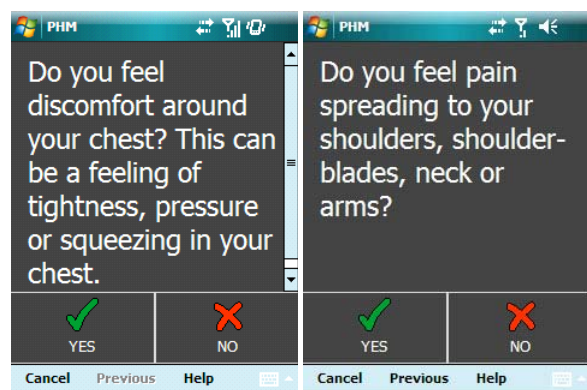 PHM
Do you feel
discomfort around
your chest? This can
be a feeling of
tightness, pressure
or squeezing in your
chest.
YES
NO
Cancel Previous Help
PHM
Do you feel pain
spreading to your
shoulders, shoulder-
blades, neck or
arms?
YES
NO
Cancel Previous Help